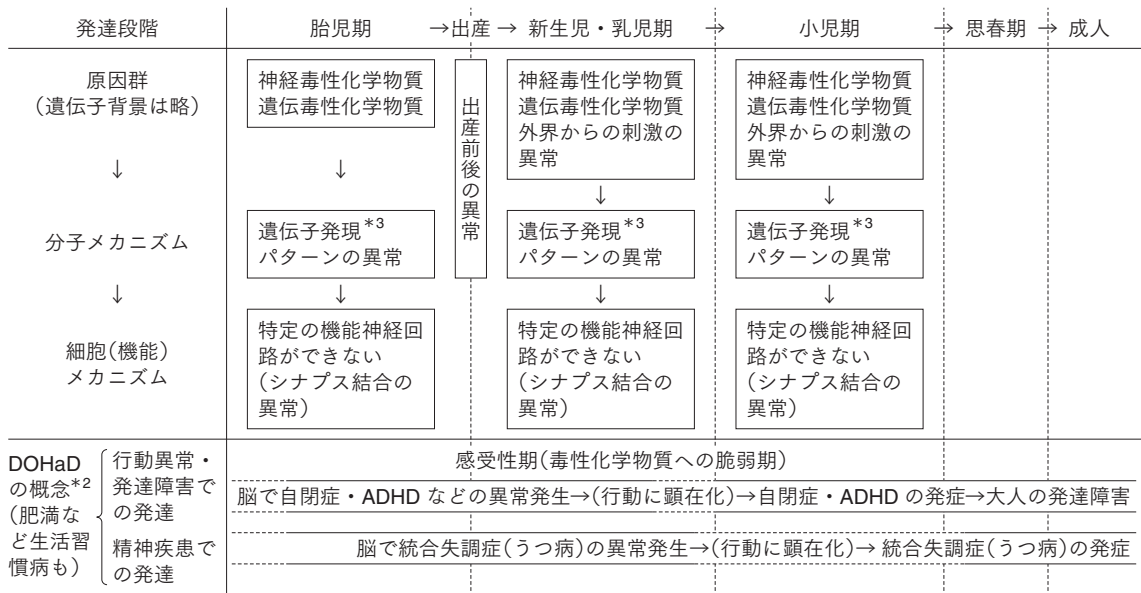 発達段階 胎児期 →出産→ 新生児・乳児期 → 小児期 → 思春期 → 成人
原因群
(遺伝子背景は略)
↓
分子メカニズム
↓
細胞(機能)
メカニズム
神経毒性化学物質
遺伝毒性化学物質
↓
遺伝子発現*3
パターンの異常
↓
特定の機能神経回
路ができない
(シナプス結合の
異常)
出産前後の異常
神経毒性化学物質
遺伝毒性化学物質
外界からの刺激の
異常
↓
遺伝子発現*3
パターンの異常
↓
特定の機能神経回
路ができない
(シナプス結合の
異常)
神経毒性化学物質
遺伝毒性化学物質
外界からの刺激の
異常
↓
遺伝子発現*3
パターンの異常
↓
特定の機能神経回
路ができない
(シナプス結合の
異常)
DOHaD
の概念*2
(肥満な
ど生活習
慣病も)
行動異常・
発達障害で
の発達
精神疾患で
の発達
感受性期(毒性化学物質への脆弱期)
脳で自閉症・ADHD などの異常発生→(行動に顕在化)→自閉症・ADHD の発症→大人の発達障害
脳で統合失調症(うつ病)の異常発生→(行動に顕在化)→ 統合失調症(うつ病)の発症